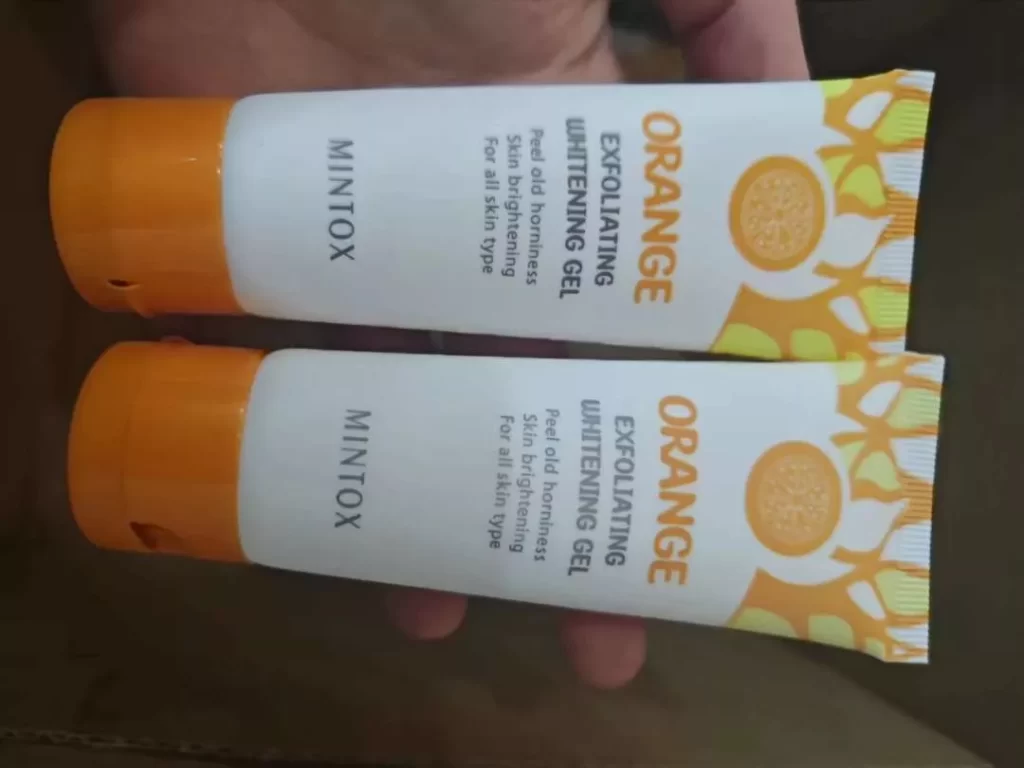 ORANGE
EXFOLIATING
WHITENING GEL
Peel old horniness
Skin brightening
For all skin type
MINTOX
ORANGE
EXFOLIATING
WHITENING GEL
Peel old horniness
Skin brightening
For all skin type
MINTOX